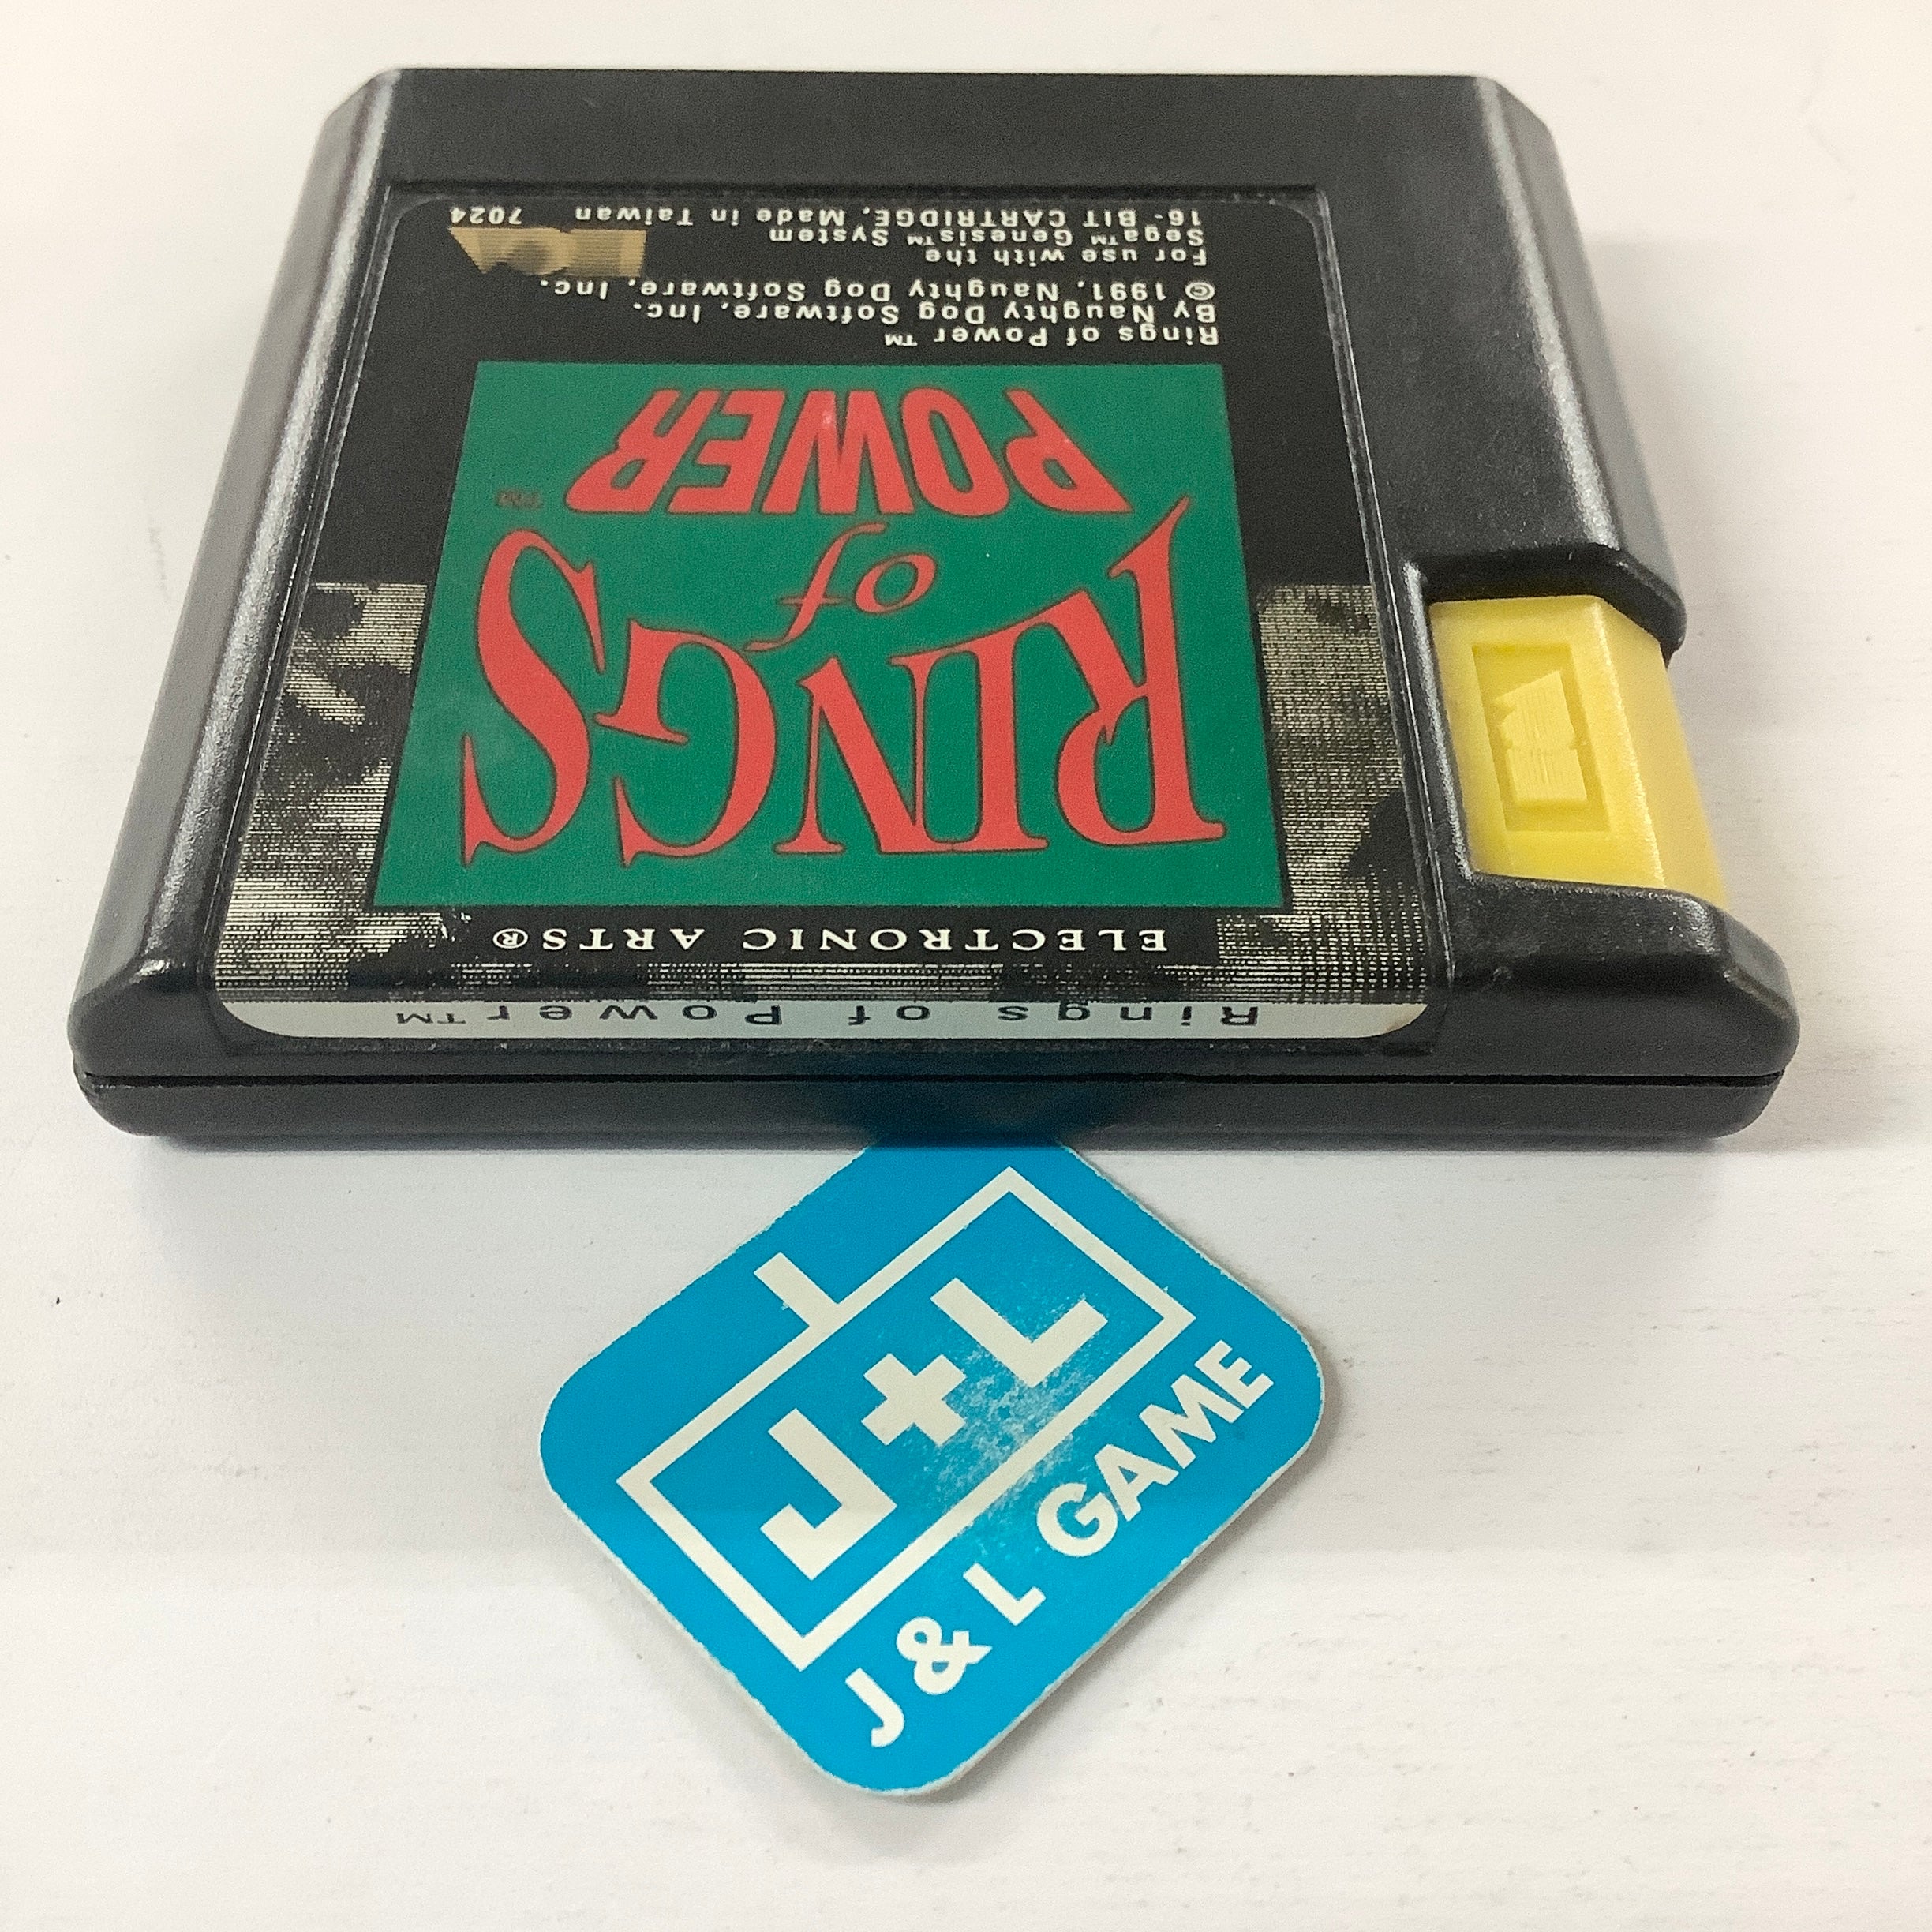 Rings of Power™
ELECTRONIC ARTS®
RINGS
of
POWER™
Rings of Power™
By Naughty Dog Software, Inc.
© 1991, Naughty Dog Software, Inc.
For use with the
Sega™ Genesis™ System
16-BIT CARTRIDGE, Made in Taiwan 7024
J+L
J & L GAME